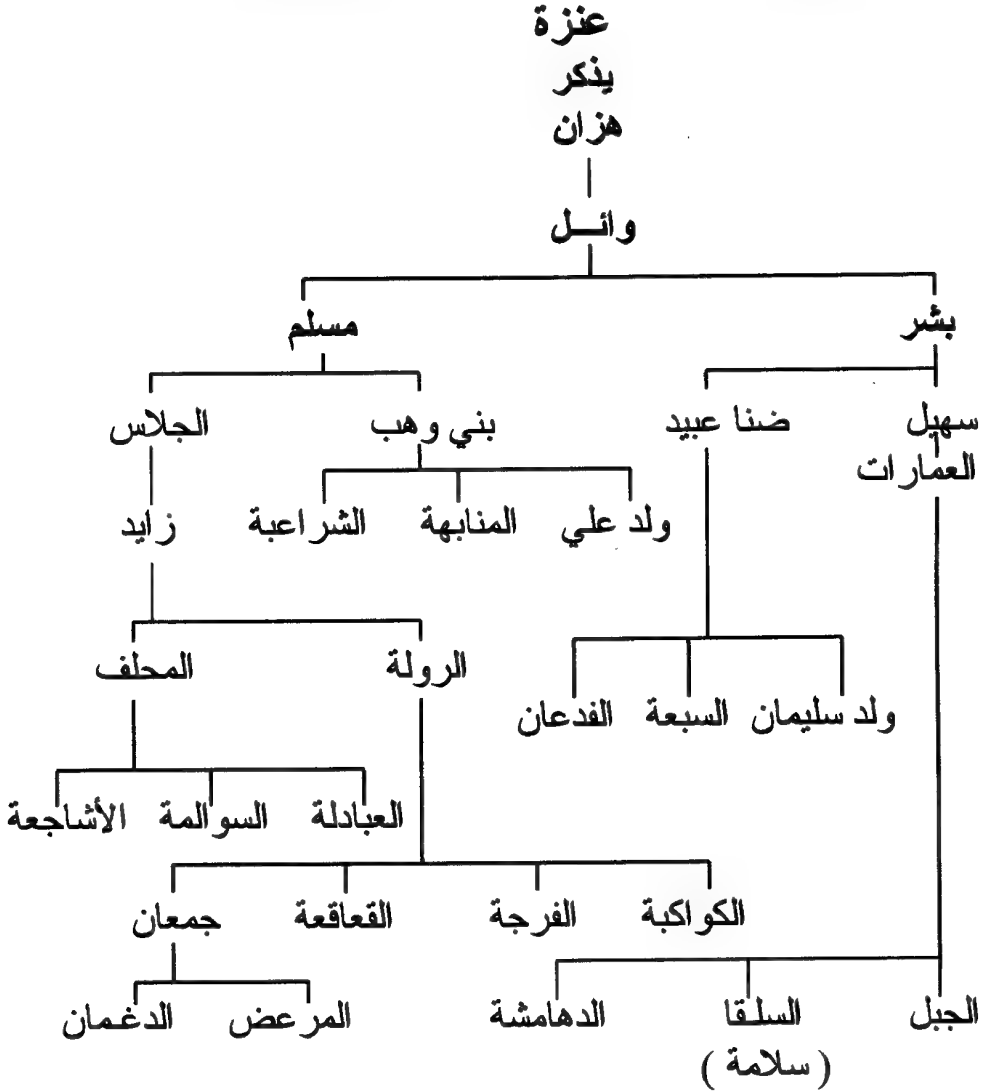 عنزة
يذكر
هزان
وائل
بشر
مسلم
سهيل
ضنا عبيد
بني وهب
الجلاس
العمارات
ولد علي
المنابهة
الشراعبة
زايد
الرولة
المحلف
ولد سليمان
السبعة
الفدعان
العبادلة
السوالمة
الأشاجعة
الكواكبة
الفرجة
القعاقعة
جمعان
الجبل
السلقا
الدهامشة
المرعض
الدغمان
( سلامة )